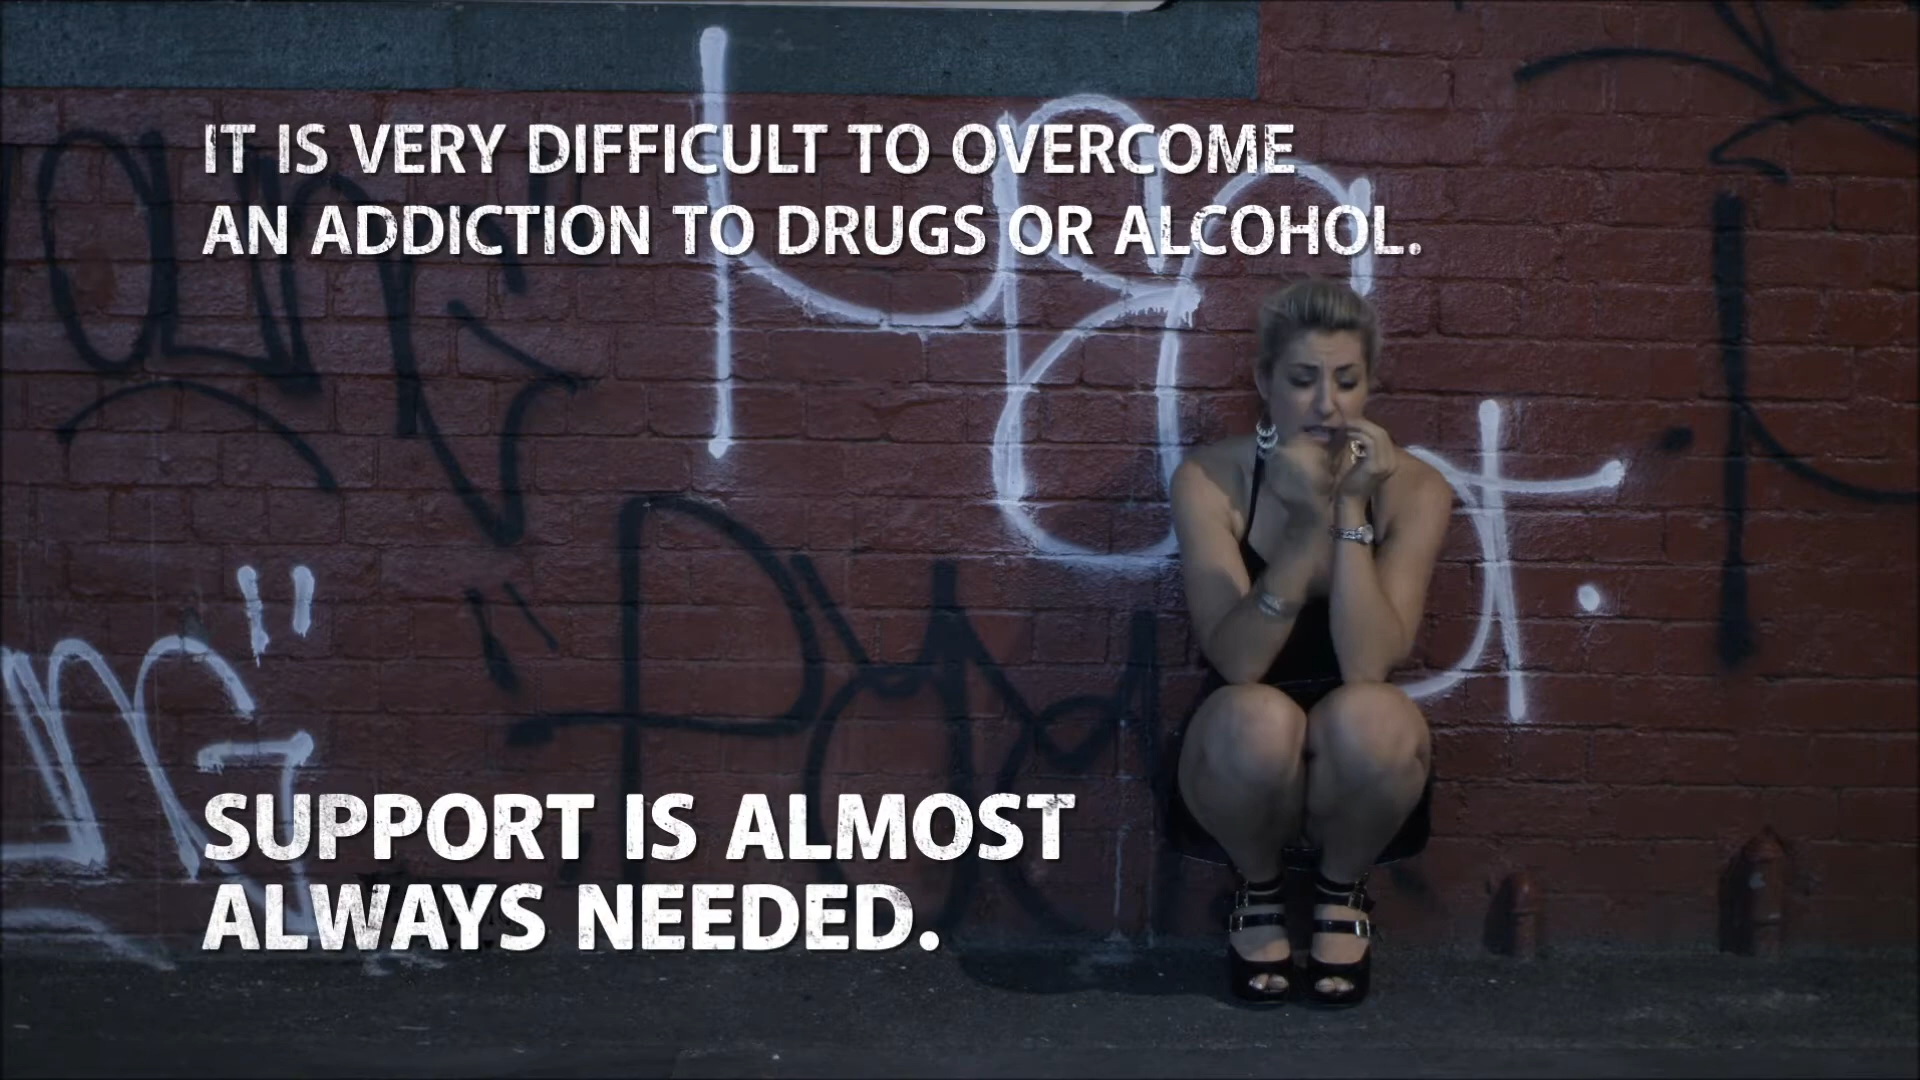 IT IS VERY DIFFICULT TO OVERCOME
AN ADDICTION TO DRUGS OR ALCOHOL.
SUPPORT IS ALMOST
ALWAYS NEEDED.